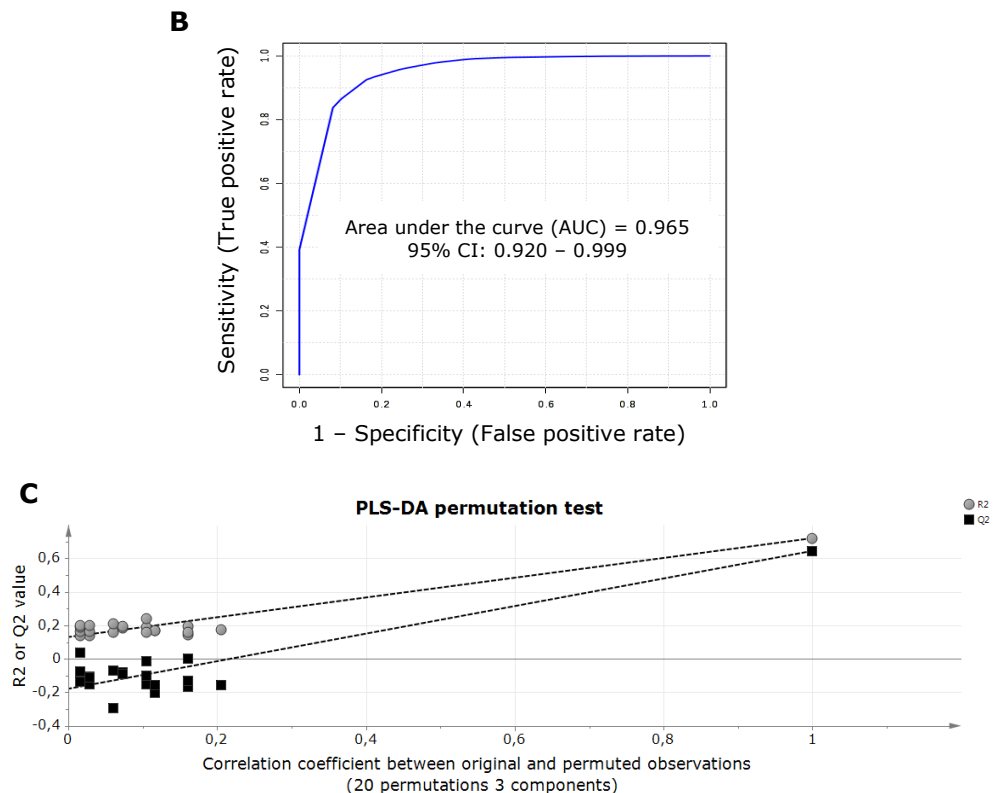 B
Sensitivity (True positive rate)
1.0
0.8
0.6
0.4
0.2
0.0
Area under the curve (AUC) = 0.965
95% CI: 0.920 – 0.999
0.0 0.2 0.4 0.6 0.8 1.0
1 – Specificity (False positive rate)
C
PLS-DA permutation test
R2
Q2
R2 or Q2 value
0,6
0,4
0,2
0
-0,2
-0,4
0 0,2 0,4 0,6 0,8 1
Correlation coefficient between original and permuted observations
(20 permutations 3 components)